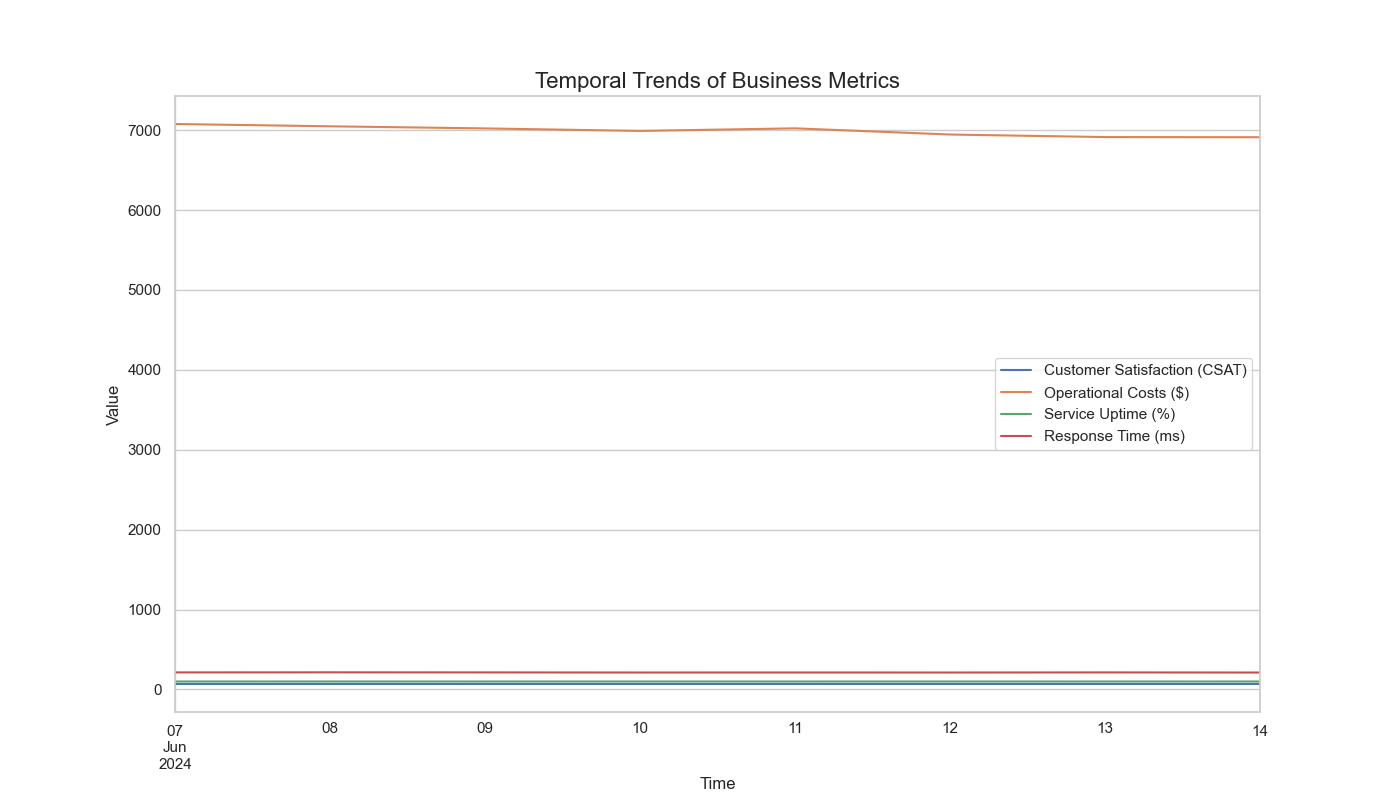 Temporal Trends of Business Metrics
7000
6000
5000
4000
3000
2000
1000
0
Value
Customer Satisfaction (CSAT)
Operational Costs ($)
Service Uptime (%)
Response Time (ms)
07
Jun
2024
08
09
10
11
12
13
14
Time